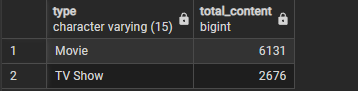 type total_content
character varying (15) bigint
1 Movie 6131
2 TV Show 2676